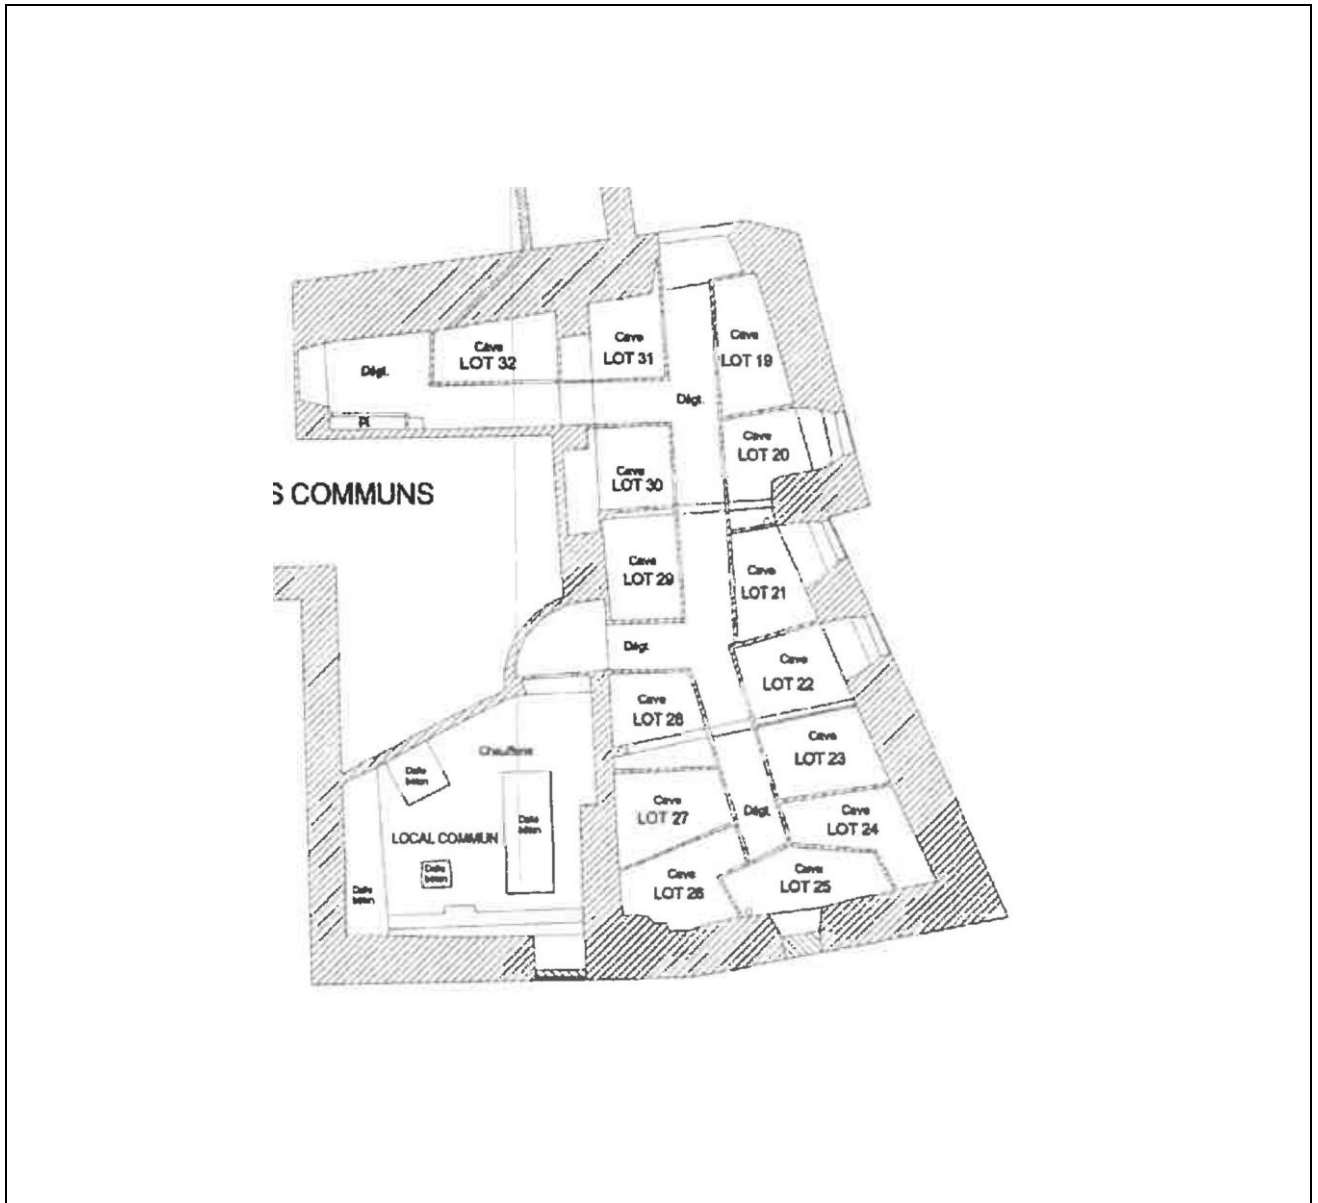 Cave
LOT 31
Cave
LOT 19
Cave
LOT 32
Dégt.
Dégt.
Pl
Cave
LOT 20
Cave
LOT 30
S COMMUNS
Cave
LOT 29
Cave
LOT 21
Dégt
Cave
LOT 22
Cave
LOT 28
Chaufferie
Cave
LOT 23
Dalle
béton
Cave
LOT 27
Dégt
Cave
LOT 24
Dalle
béton
LOCAL COMMUN
Dalle
béton
Cave
LOT 26
Cave
LOT 25
Dalle
béton